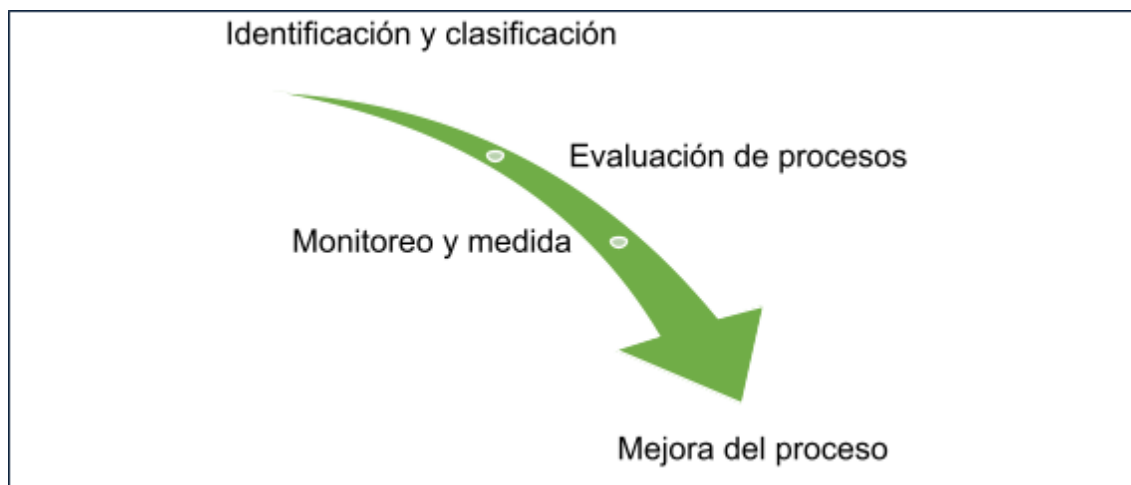 Identificación y clasificación
Evaluación de procesos
Monitoreo y medida
Mejora del proceso